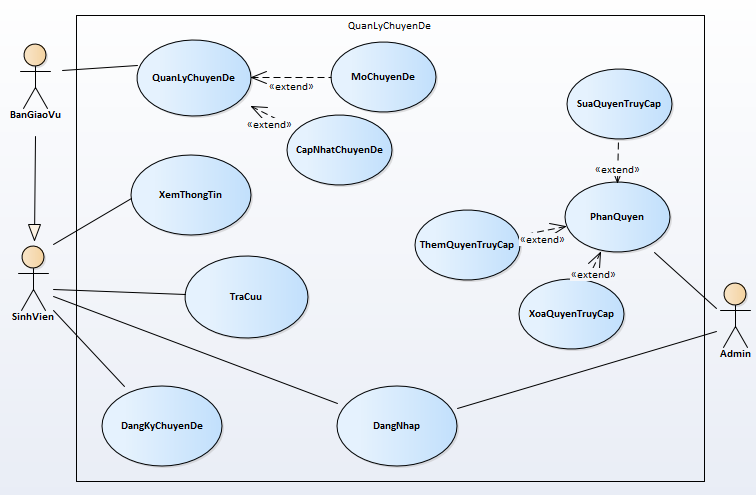 QuanLyChuyenDe
BanGiaoVu
QuanLyChuyenDe
«extend»
MoChuyenDe
«extend»
CapNhatChuyenDe
SuaQuyenTruyCap
«extend»
XemThongTin
PhanQuyen
ThemQuyenTruyCap
«extend»
«extend»
SinhVien
TraCuu
XoaQuyenTruyCap
Admin
DangKyChuyenDe
DangNhap